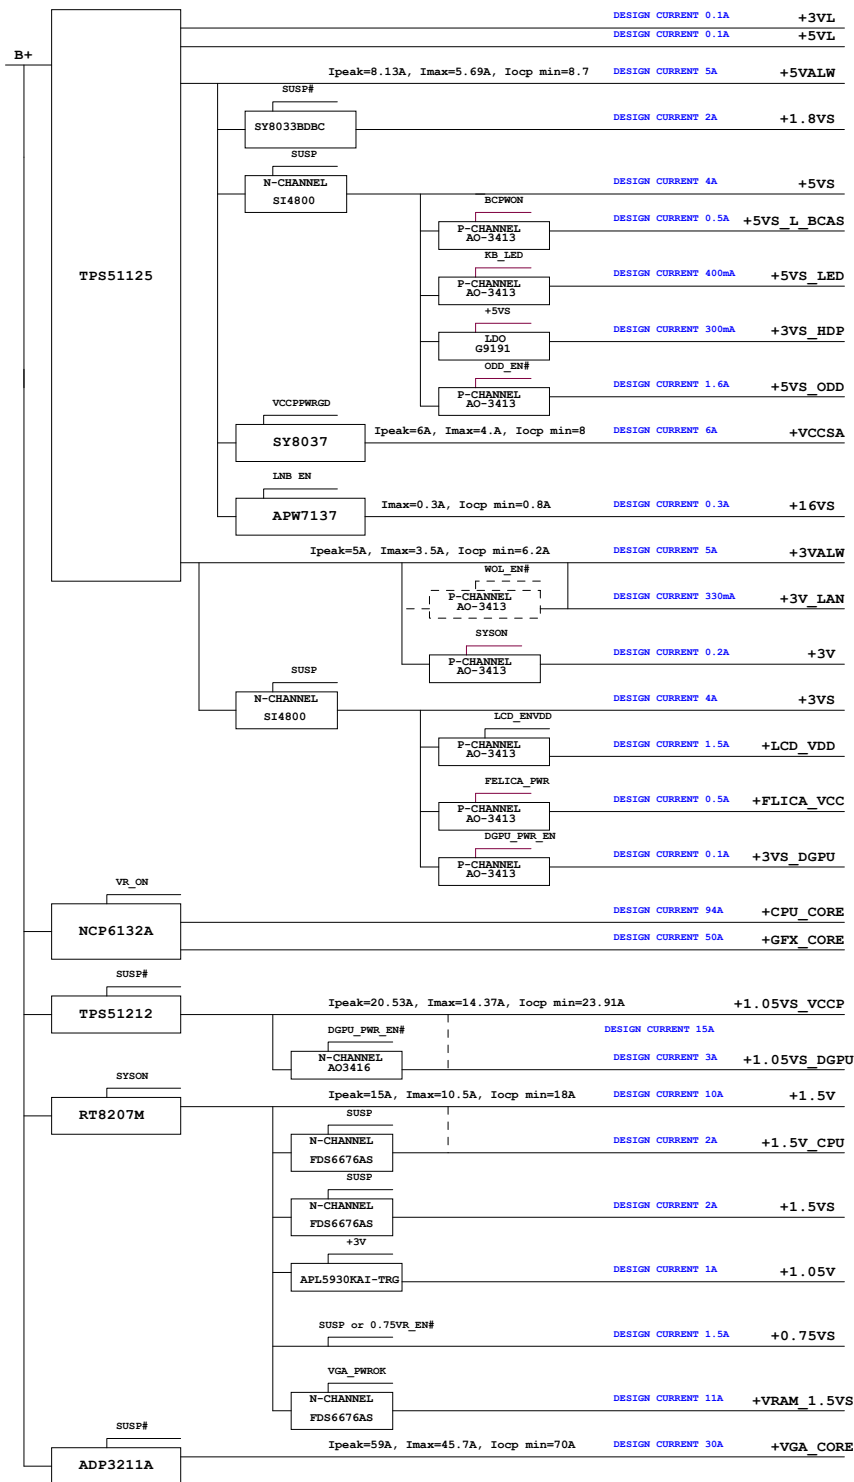 DESIGN CURRENT 0.1A +3VL
DESIGN CURRENT 0.1A +5VL
B+
Ipeak=8.13A, Imax=5.69A, Iocp min=8.7 DESIGN CURRENT 5A +5VALW
SUSP#
SY8033BDBC DESIGN CURRENT 2A +1.8VS
SUSP
N-CHANNEL DESIGN CURRENT 4A +5VS
SI4800
BCPWON
P-CHANNEL DESIGN CURRENT 0.5A +5VS_L_BCAS
AO-3413
KB_LED
TPS51125
P-CHANNEL DESIGN CURRENT 400mA +5VS_LED
AO-3413
+5VS
LDO DESIGN CURRENT 300mA +3VS_HDP
G9191
ODD_EN#
P-CHANNEL DESIGN CURRENT 1.6A +5VS_ODD
AO-3413
VCCPPWRGD
SY8037 Ipeak=6A, Imax=4.A, Iocp min=8 DESIGN CURRENT 6A +VCCSA
LNB EN
APW7137 Imax=0.3A, Iocp min=0.8A DESIGN CURRENT 0.3A +16VS
Ipeak=5A, Imax=3.5A, Iocp min=6.2A DESIGN CURRENT 5A +3VALW
WOL_EN#
P-CHANNEL DESIGN CURRENT 330mA +3V_LAN
AO-3413
SYSON
P-CHANNEL DESIGN CURRENT 0.2A +3V
AO-3413
SUSP
N-CHANNEL DESIGN CURRENT 4A +3VS
SI4800
LCD_ENVDD
P-CHANNEL DESIGN CURRENT 1.5A +LCD_VDD
AO-3413
FELICA_PWR
P-CHANNEL DESIGN CURRENT 0.5A +FLICA_VCC
AO-3413
DGPU_PWR_EN
P-CHANNEL DESIGN CURRENT 0.1A +3VS_DGPU
AO-3413
VR_ON
NCP6132A DESIGN CURRENT 94A +CPU_CORE
DESIGN CURRENT 50A +GFX_CORE
SUSP#
TPS51212 Ipeak=20.53A, Imax=14.37A, Iocp min=23.91A +1.05VS_VCCP
DESIGN CURRENT 15A
DGPU_PWR_EN#
N-CHANNEL DESIGN CURRENT 3A +1.05VS_DGPU
AO3416
SYSON
RT8207M Ipeak=15A, Imax=10.5A, Iocp min=18A DESIGN CURRENT 10A +1.5V
SUSP
N-CHANNEL DESIGN CURRENT 2A +1.5V_CPU
FDS6676AS
SUSP
N-CHANNEL DESIGN CURRENT 2A +1.5VS
FDS6676AS
+3V
APL5930KAI-TRG DESIGN CURRENT 1A +1.05V
SUSP or 0.75VR_EN# DESIGN CURRENT 1.5A +0.75VS
VGA_PWROK
N-CHANNEL DESIGN CURRENT 11A +VRAM_1.5VS
FDS6676AS
SUSP#
ADP3211A Ipeak=59A, Imax=45.7A, Iocp min=70A DESIGN CURRENT 30A +VGA_CORE